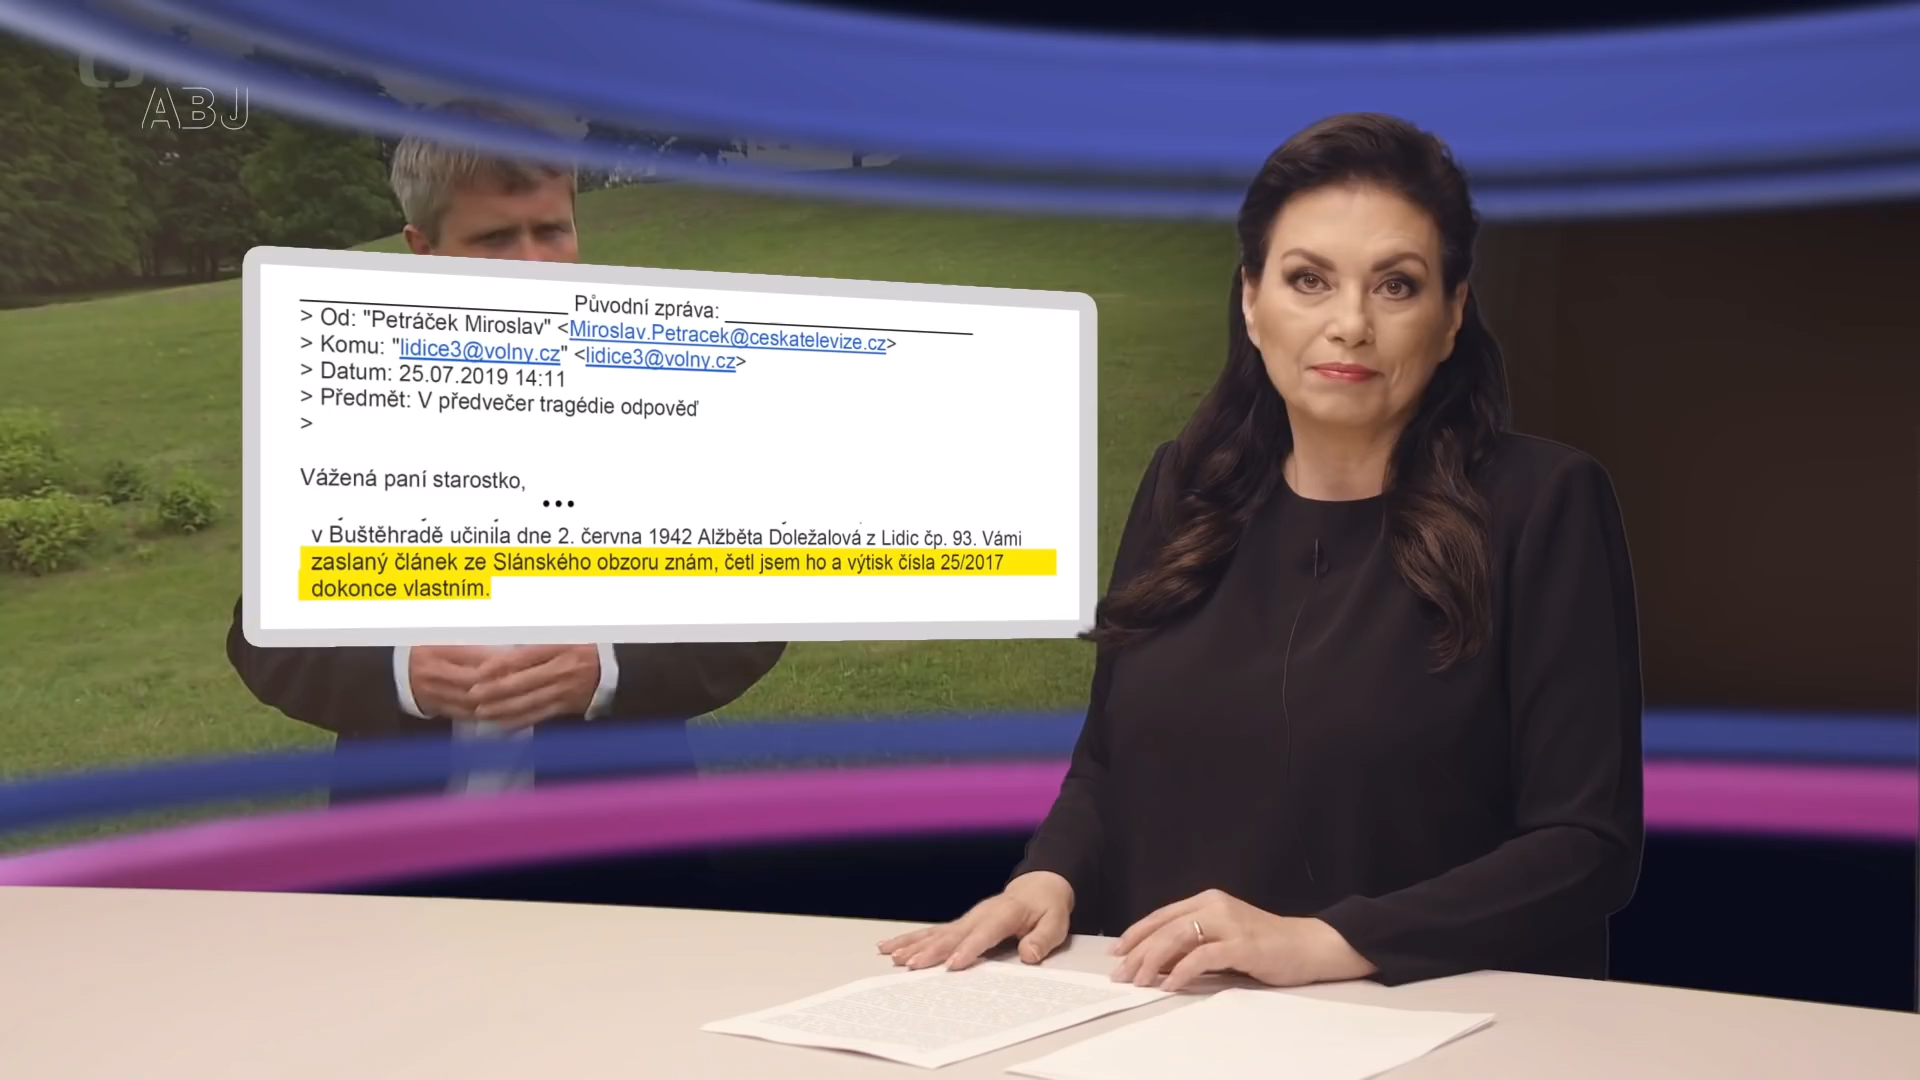 ABJ
Původní zpráva:
> Od: "Petráček Miroslav" <Miroslav.Petracek@ceskatelevize.cz>
> Komu: "lidice3@volny.cz" <lidice3@volny.cz>
> Datum: 25.07.2019 14:11
> Předmět: V předvečer tragédie odpověď
>
Vážená paní starostko,
...
v Buštěhradě učinila dne 2. června 1942 Alžběta Doležalová z Lidic čp. 93. Vámi
zaslaný článek ze Slánského obzoru znám, četl jsem ho a výtisk čísla 25/2017
dokonce vlastním.